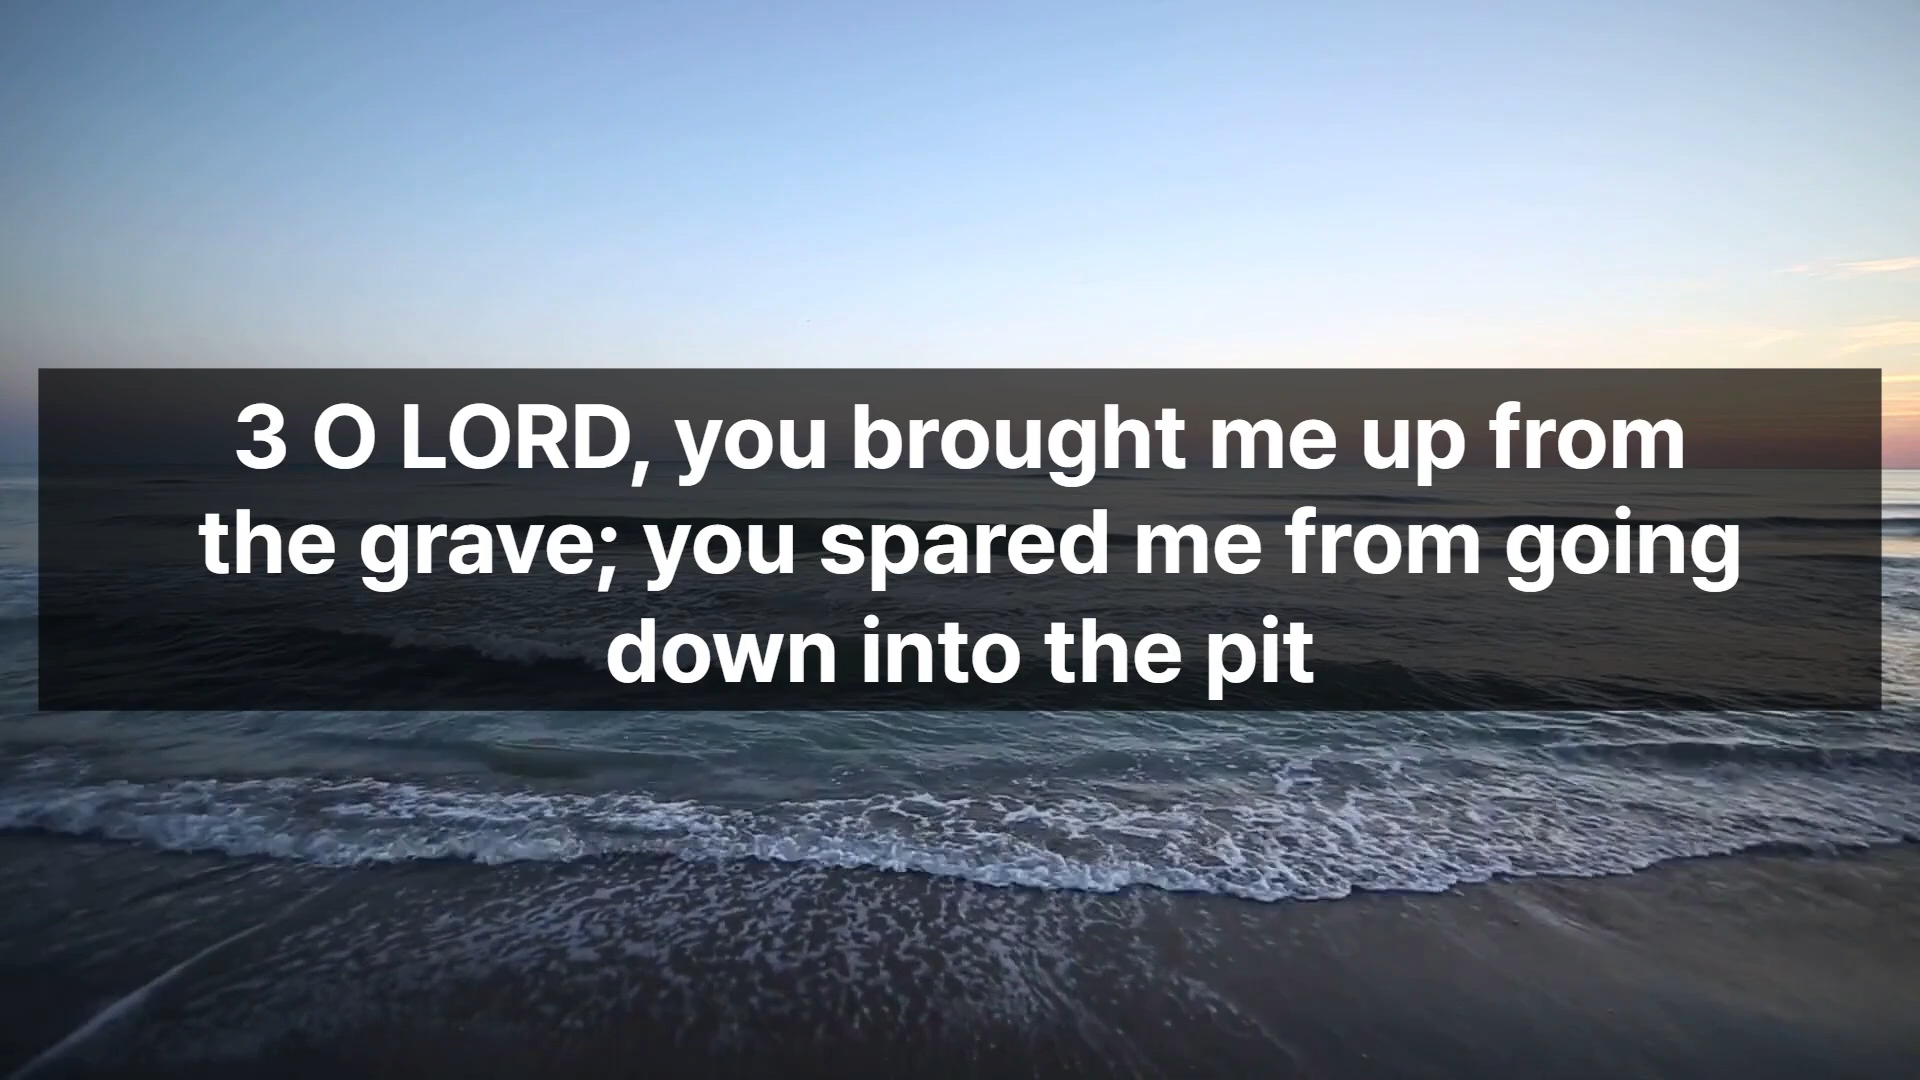 3 O LORD, you brought me up from
the grave; you spared me from going
down into the pit